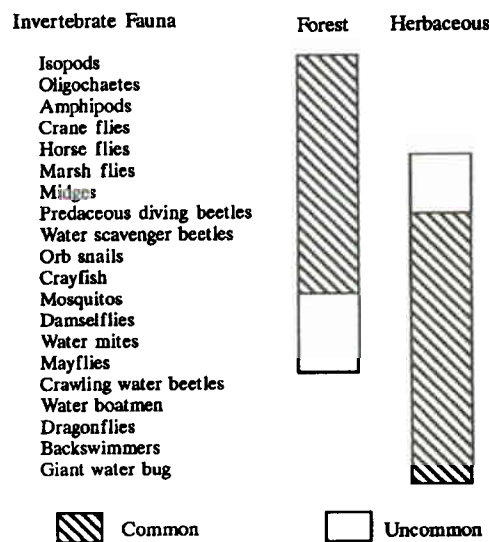 Invertebrate Fauna Forest Herbaceous
Isopods
Oligochaetes
Amphipods
Crane flies
Horse flies
Marsh flies
Midges
Predaceous diving beetles
Water scavenger beetles
Orb snails
Crayfish
Mosquitos
Damselflies
Water mites
Mayflies
Crawling water beetles
Water boatmen
Dragonflies
Backswimmers
Giant water bug
Common Uncommon